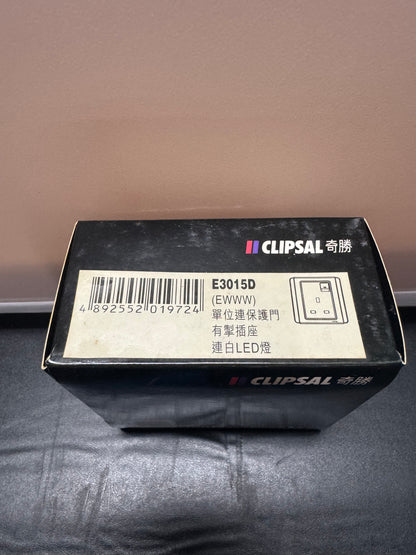 CLIPSAL 奇勝
E3015D
(EWWW)
單位連保護門
有掣插座
連白LED燈
4 892552 019724
CLIPSAL 奇勝